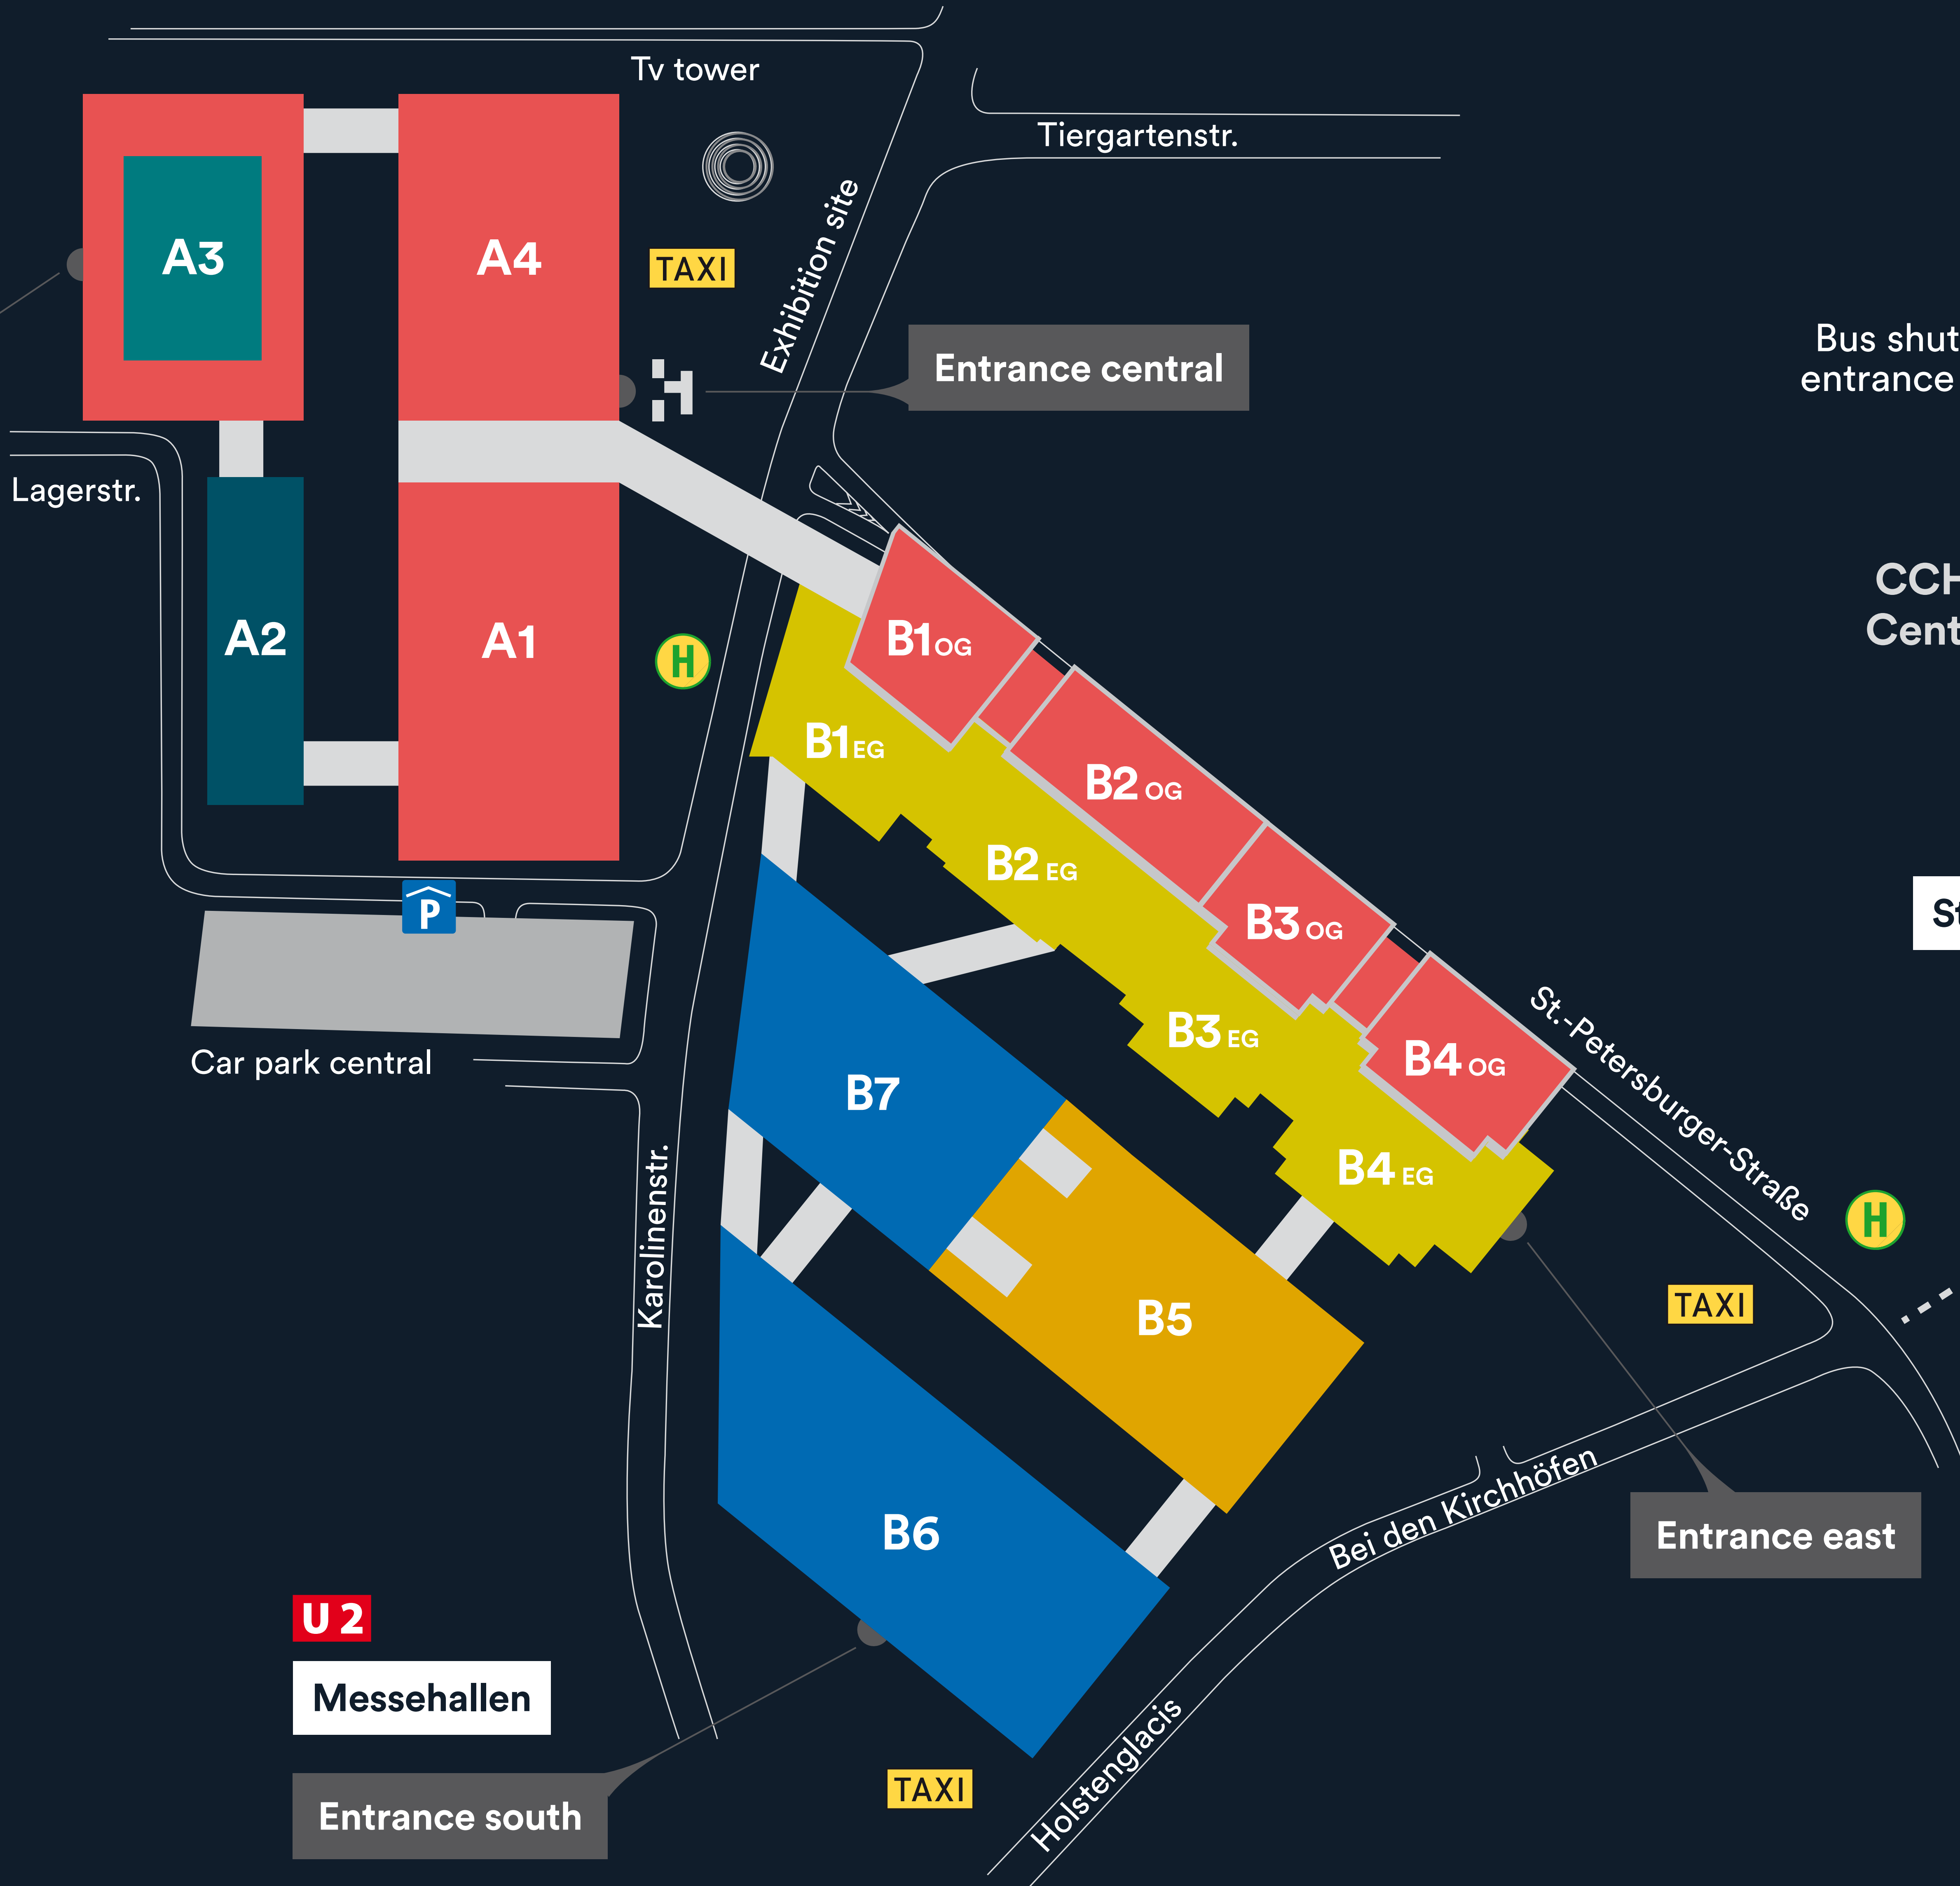 Tv tower
Tiergartenstr.
Exhibition site
A3
A4
TAXI
Entrance central
H
Bus shut
entrance
Lagerstr.
CCH
Cent
A2
A1
H
B1 OG
B1 EG
B2 OG
B2 EG
B3 OG
St
P
Car park central
St.-Petersburger-Straße
B3 EG
B4 OG
B7
B4 EG
H
Karolinenstr.
B5
TAXI
Bei den Kirchhöfen
B6
Entrance east
U 2
Messehallen
Holstenglacis
TAXI
Entrance south